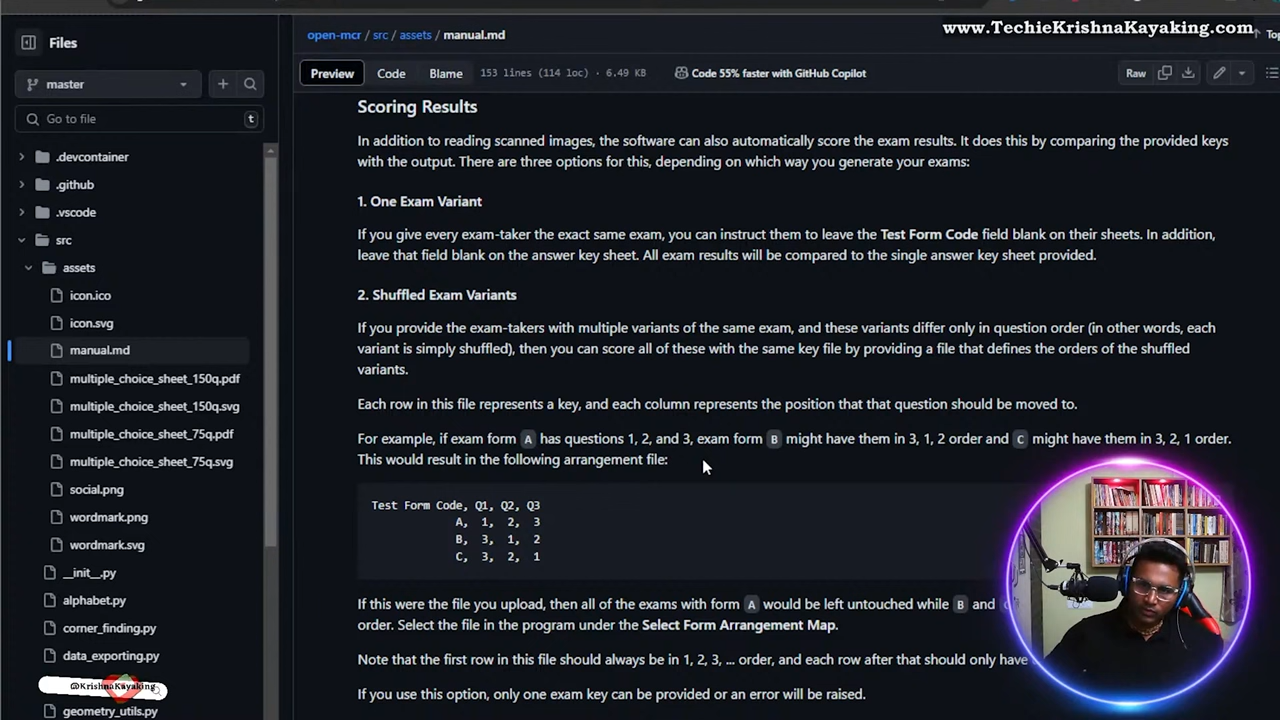 www.TechieKrishnaKayaking.com
Files
open-mcr / src / assets / manual.md
Top
master
Preview Code Blame 153 lines (114 loc) · 6.49 KB Code 55% faster with GitHub Copilot Raw
Go to file t
.devcontainer
.github
.vscode
src
assets
icon.ico
icon.svg
manual.md
multiple_choice_sheet_150q.pdf
multiple_choice_sheet_150q.svg
multiple_choice_sheet_75q.pdf
multiple_choice_sheet_75q.svg
social.png
wordmark.png
wordmark.svg
__init__.py
alphabet.py
corner_finding.py
data_exporting.py
@KrishnaKayaking
geometry_utils.py
Scoring Results
In addition to reading scanned images, the software can also automatically score the exam results. It does this by comparing the provided keys
with the output. There are three options for this, depending on which way you generate your exams:
1. One Exam Variant
If you give every exam-taker the exact same exam, you can instruct them to leave the Test Form Code field blank on their sheets. In addition,
leave that field blank on the answer key sheet. All exam results will be compared to the single answer key sheet provided.
2. Shuffled Exam Variants
If you provide the exam-takers with multiple variants of the same exam, and these variants differ only in question order (in other words, each
variant is simply shuffled), then you can score all of these with the same key file by providing a file that defines the orders of the shuffled
variants.
Each row in this file represents a key, and each column represents the position that that question should be moved to.
For example, if exam form A has questions 1, 2, and 3, exam form B might have them in 3, 1, 2 order and C might have them in 3, 2, 1 order.
This would result in the following arrangement file:
Test Form Code, Q1, Q2, Q3
A, 1, 2, 3
B, 3, 1, 2
C, 3, 2, 1
If this were the file you upload, then all of the exams with form A would be left untouched while B and
order. Select the file in the program under the Select Form Arrangement Map.
Note that the first row in this file should always be in 1, 2, 3, ... order, and each row after that should only have
If you use this option, only one exam key can be provided or an error will be raised.